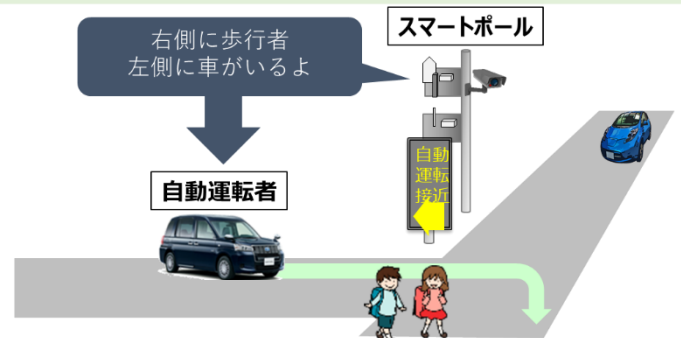 スマートポール
右側に歩行者
左側に車がいるよ
自動
運転
接近
自動運転者